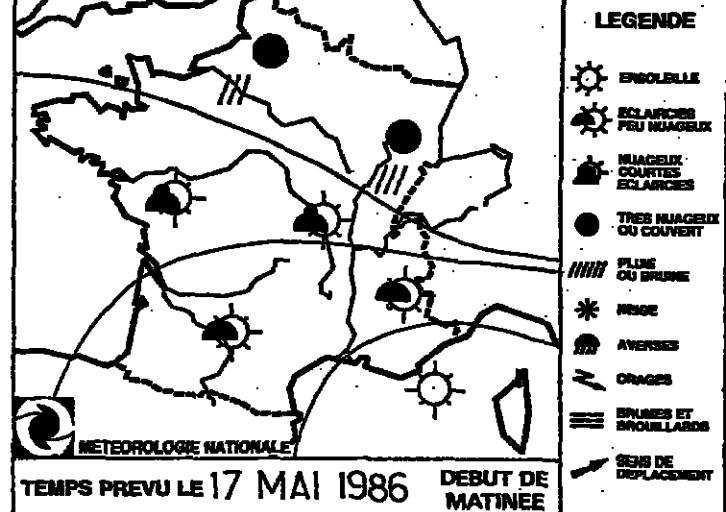 LEGENDE
ENSOLEILLE
ECLAIRCIES
PEU NUAGEUX
NUAGEUX
COURTES
ECLAIRCIES
TRES NUAGEUX
OU COUVERT
PLUIE
OU BRUINE
NEIGE
AVERSES
ORAGES
BRUMES ET
BROUILLARDS
SENS DE
DEPLACEMENT
METEOROLOGIE NATIONALE
TEMPS PREVU LE 17 MAI 1986
DEBUT DE
MATINEE